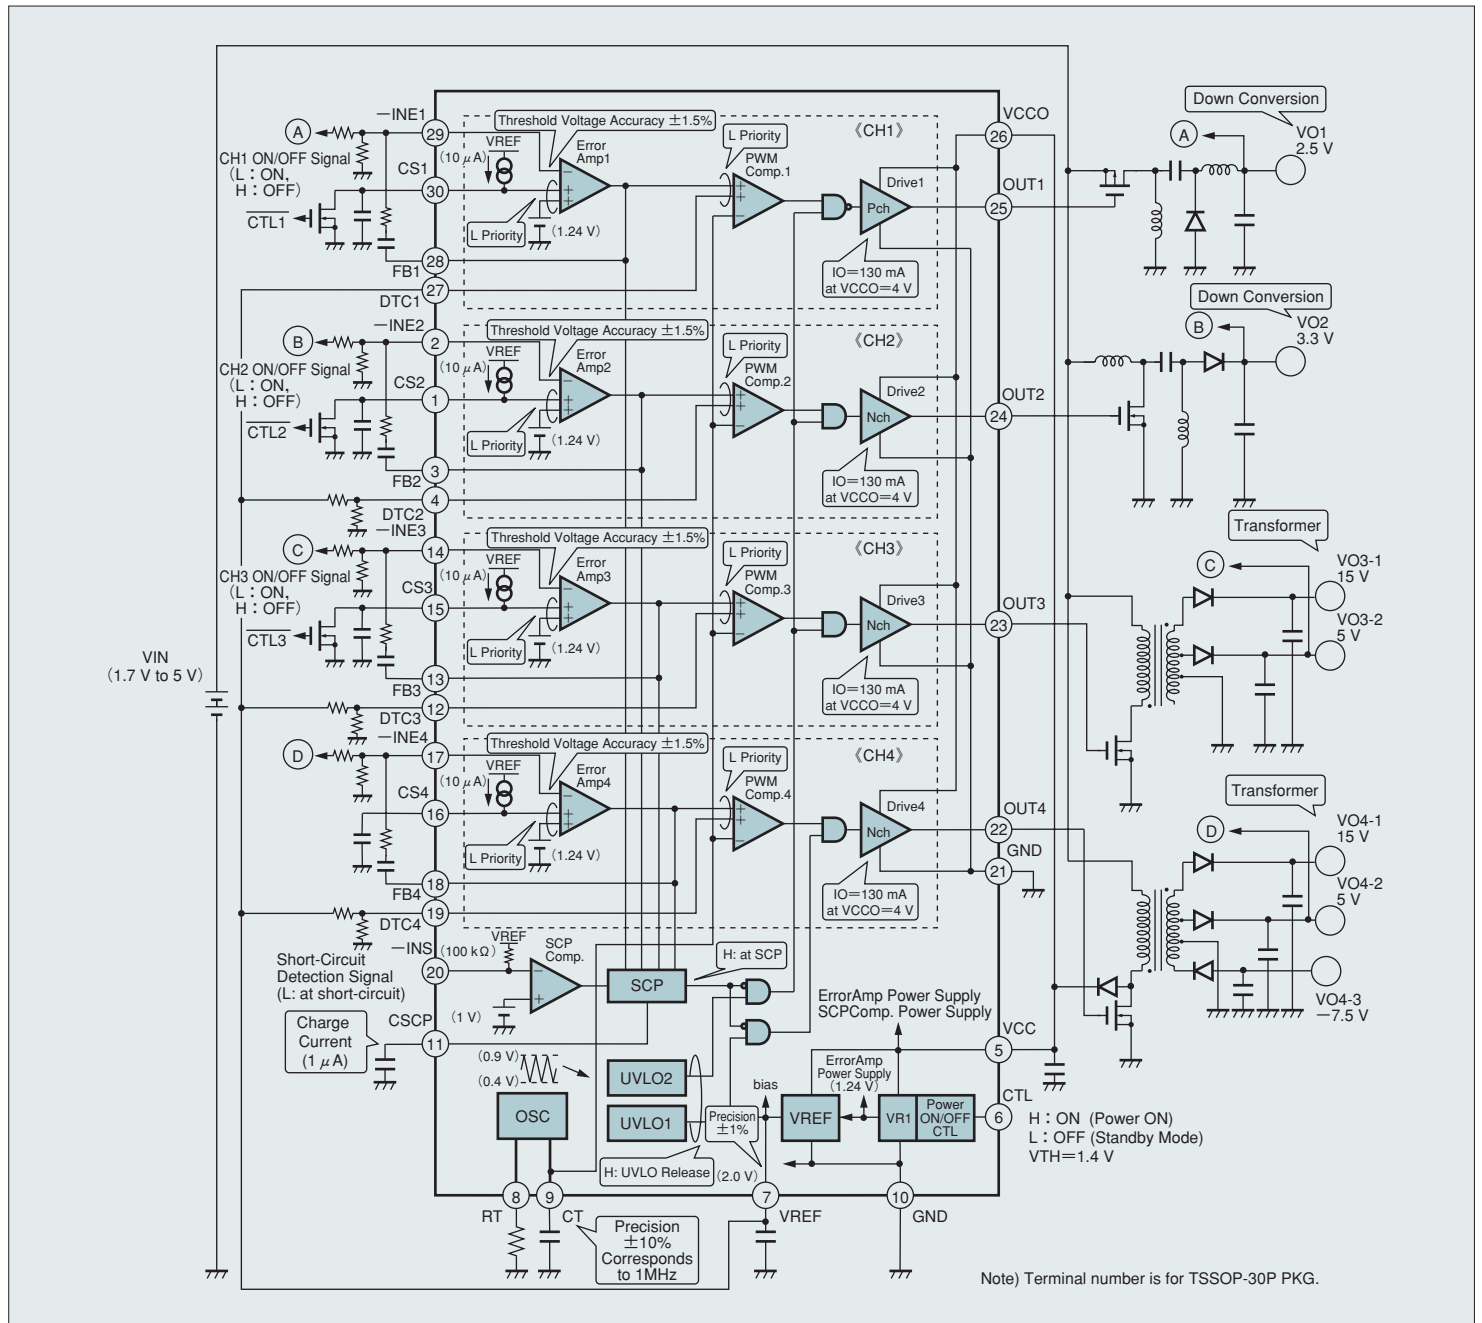 Down Conversion
VCCO
26
A
VO1
2.5 V
OUT1
25
−INE1
29
A
CH1 ON/OFF Signal
(L：ON,
H：OFF)
CS1
30
CTL1
28
FB1
27
DTC1
Threshold Voltage Accuracy ±1.5%
VREF
(10 μA)
Error
Amp1
L Priority
(1.24 V)
L Priority
PWM
Comp.1
《CH1》
Drive1
Pch
IO=130 mA
at VCCO=4 V
−INE2
2
B
CH2 ON/OFF Signal
(L：ON,
H：OFF)
CS2
1
CTL2
3
FB2
4
DTC2
Threshold Voltage Accuracy ±1.5%
VREF
(10 μA)
Error
Amp2
L Priority
(1.24 V)
L Priority
PWM
Comp.2
《CH2》
Drive2
Nch
IO=130 mA
at VCCO=4 V
OUT2
24
Down Conversion
B
VO2
3.3 V
−INE3
14
C
CH3 ON/OFF Signal
(L：ON,
H：OFF)
CS3
15
CTL3
13
FB3
12
DTC3
Threshold Voltage Accuracy ±1.5%
VREF
(10 μA)
Error
Amp3
L Priority
(1.24 V)
L Priority
PWM
Comp.3
《CH3》
Drive3
Nch
IO=130 mA
at VCCO=4 V
OUT3
23
Transformer
C
VO3-1
15 V
VO3-2
5 V
VIN
(1.7 V to 5 V)
−INE4
17
D
CS4
16
18
FB4
19
DTC4
Threshold Voltage Accuracy ±1.5%
VREF
(10 μA)
Error
Amp4
L Priority
(1.24 V)
L Priority
PWM
Comp.4
《CH4》
Drive4
Nch
IO=130 mA
at VCCO=4 V
OUT4
22
GND
21
Transformer
D
VO4-1
15 V
VO4-2
5 V
VO4-3
−7.5 V
−INS
20
(100 kΩ)
VREF
SCP
Comp.
(1 V)
SCP
H: at SCP
Short-Circuit
Detection Signal
(L: at short-circuit)
Charge
Current
(1 μA)
CSCP
11
(0.9 V)
(0.4 V)
OSC
UVLO2
UVLO1
H: UVLO Release
Precision
±1%
(2.0 V)
bias
ErrorAmp Power Supply
SCPComp. Power Supply
ErrorAmp
Power Supply
(1.24 V)
VREF
VR1
Power
ON/OFF
CTL
VCC
5
CTL
6
H：ON (Power ON)
L：OFF (Standby Mode)
VTH=1.4 V
8
RT
9
CT
7
VREF
10
GND
Precision
±10%
Corresponds
to 1MHz
Note) Terminal number is for TSSOP-30P PKG.